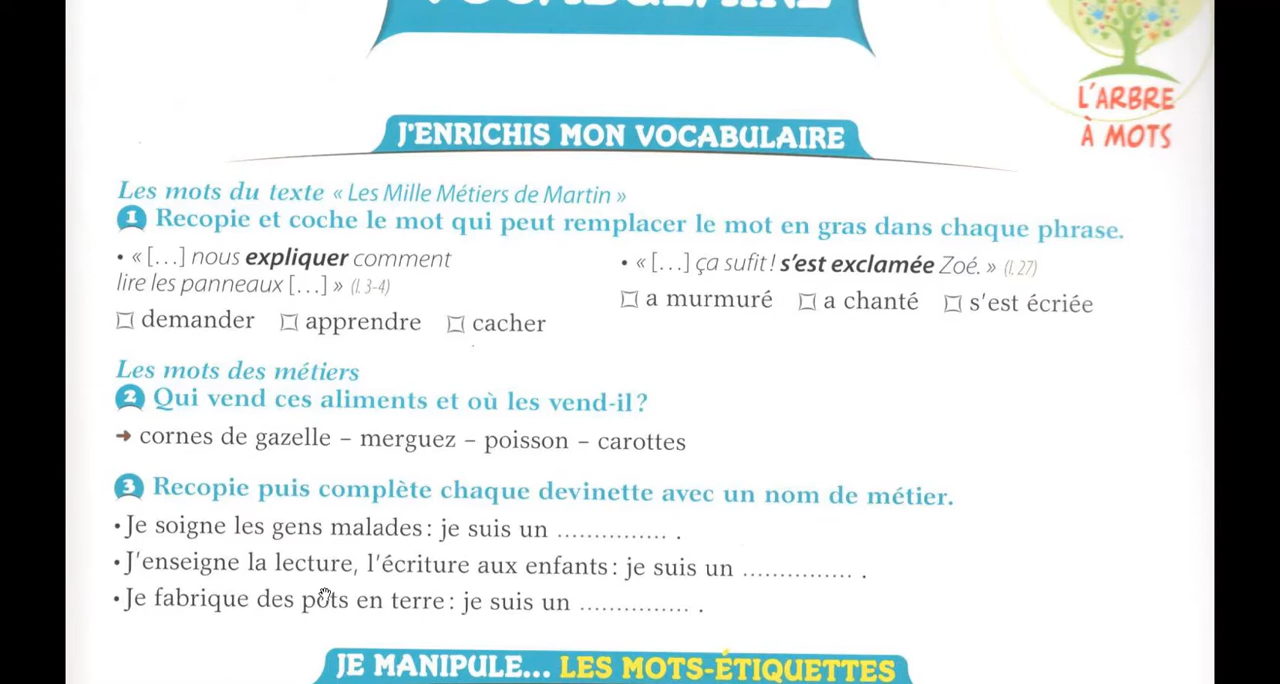 VOCABULAIRE
L'ARBRE
À MOTS
J'ENRICHIS MON VOCABULAIRE
Les mots du texte « Les Mille Métiers de Martin »
1 Recopie et coche le mot qui peut remplacer le mot en gras dans chaque phrase.
• « [...] nous expliquer comment
lire les panneaux [...] » (l. 3-4)
□ demander □ apprendre □ cacher
• « [...] ça sufit ! s'est exclamée Zoé. » (l. 27)
□ a murmuré □ a chanté □ s'est écriée
Les mots des métiers
2 Qui vend ces aliments et où les vend-il ?
→ cornes de gazelle – merguez – poisson – carottes
3 Recopie puis complète chaque devinette avec un nom de métier.
• Je soigne les gens malades : je suis un ............... .
• J'enseigne la lecture, l'écriture aux enfants : je suis un ............... .
• Je fabrique des pots en terre : je suis un ............... .
JE MANIPULE... LES MOTS-ÉTIQUETTES